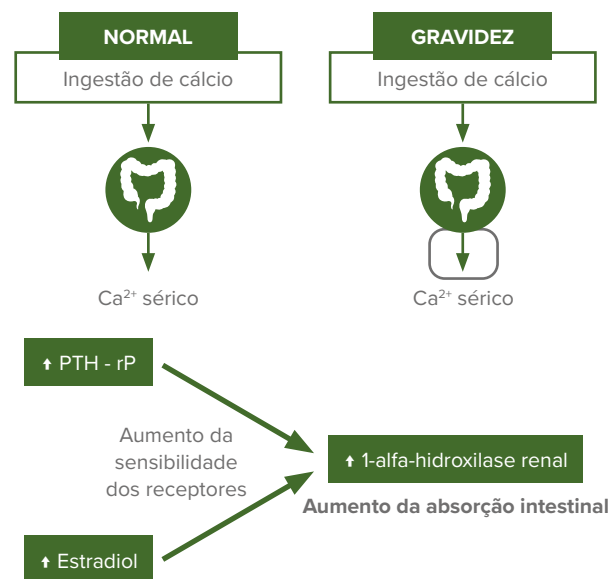 NORMAL
Ingestão de cálcio
Ca²⁺ sérico
GRAVIDEZ
Ingestão de cálcio
Ca²⁺ sérico
↑ PTH - rP
Aumento da
sensibilidade
dos receptores
↑ Estradiol
↑ 1-alfa-hidroxilase renal
Aumento da absorção intestinal